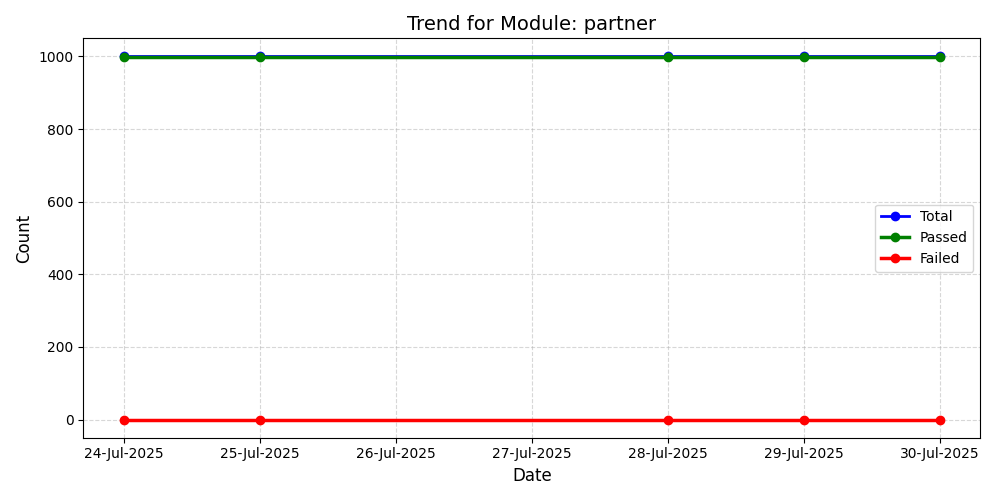 Trend for Module: partner
1000
800
600
400
200
0
Count
Total
Passed
Failed
24-Jul-2025
25-Jul-2025
26-Jul-2025
27-Jul-2025
28-Jul-2025
29-Jul-2025
30-Jul-2025
Date